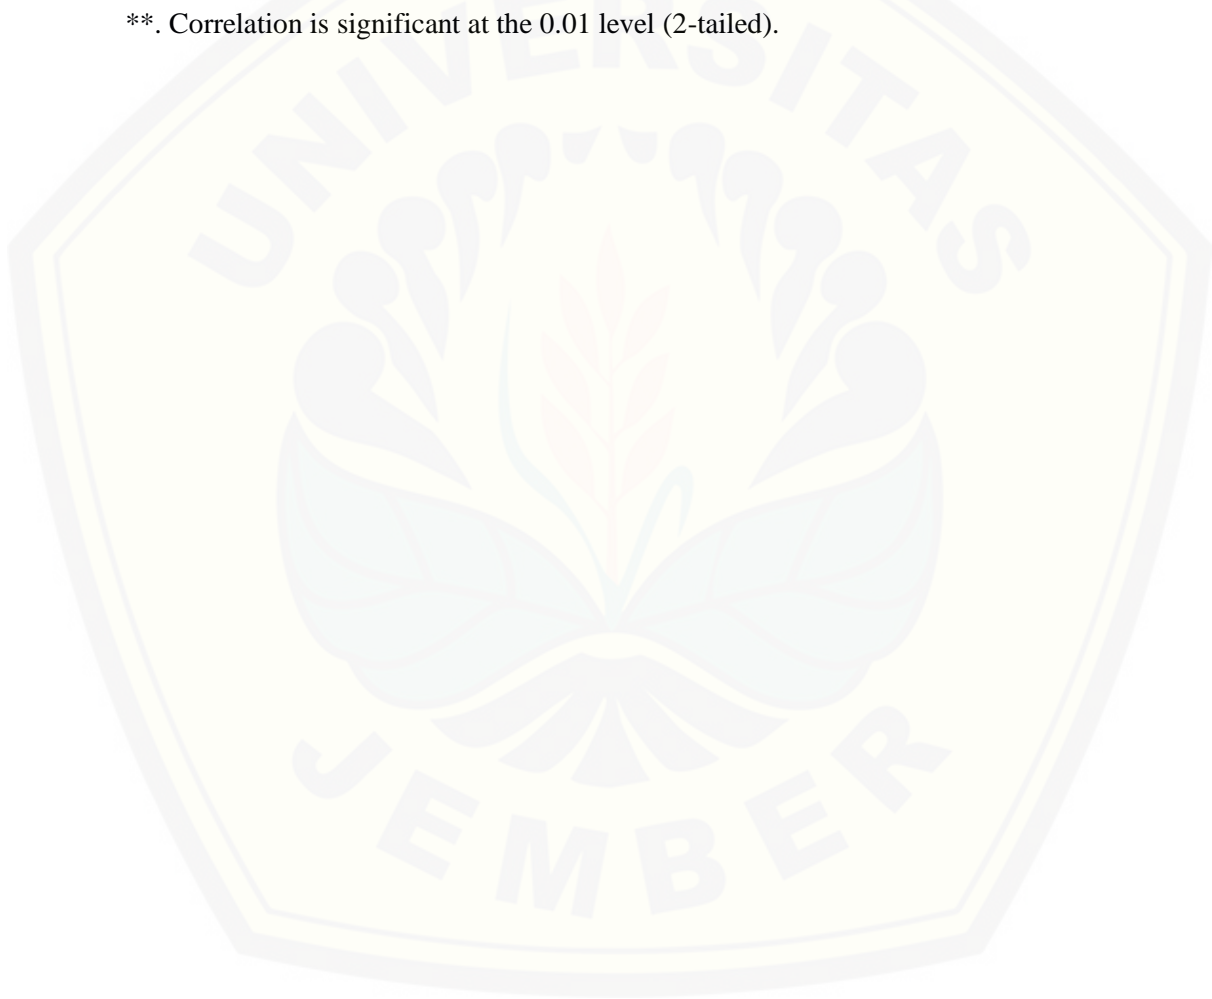 **. Correlation is significant at the 0.01 level (2-tailed).
UNIVERSITAS
JEMBER